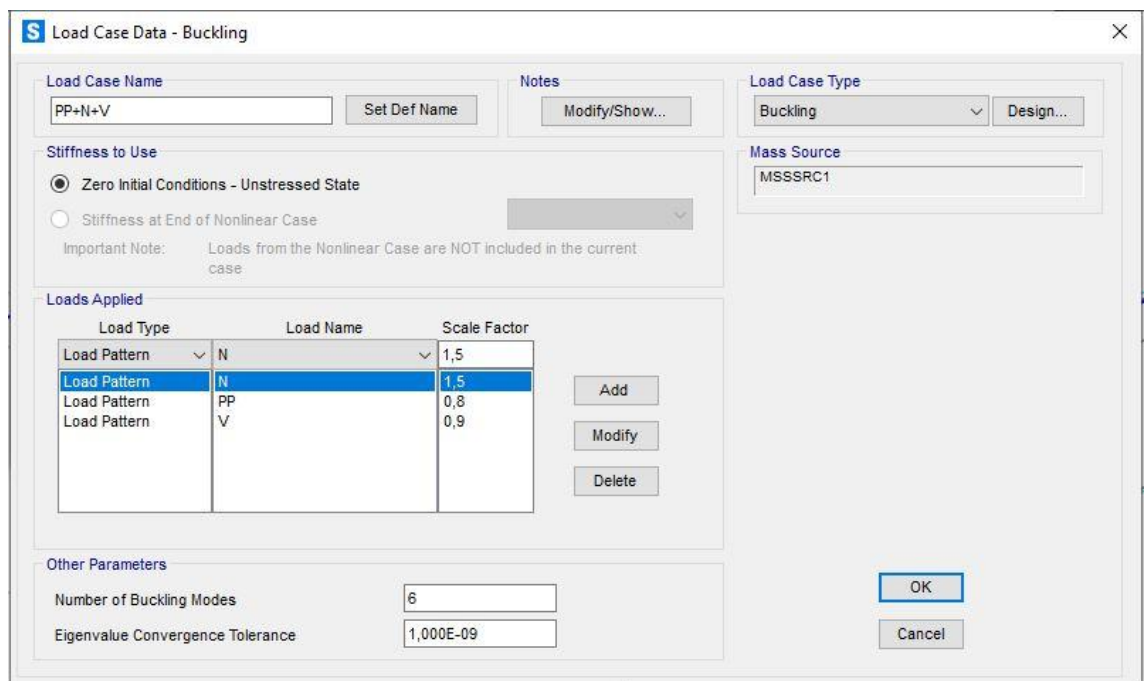 S Load Case Data - Buckling
Load Case Name
PP+N+V
Set Def Name
Notes
Modify/Show...
Load Case Type
Buckling
Design...
Stiffness to Use
Zero Initial Conditions - Unstressed State
Stiffness at End of Nonlinear Case
Important Note: Loads from the Nonlinear Case are NOT included in the current
case
Mass Source
MSSSRC1
Loads Applied
Load Type Load Name Scale Factor
Load Pattern N 1,5
Load Pattern N 1,5
Load Pattern PP 0,8
Load Pattern V 0,9
Add
Modify
Delete
Other Parameters
Number of Buckling Modes 6
Eigenvalue Convergence Tolerance 1,000E-09
OK
Cancel